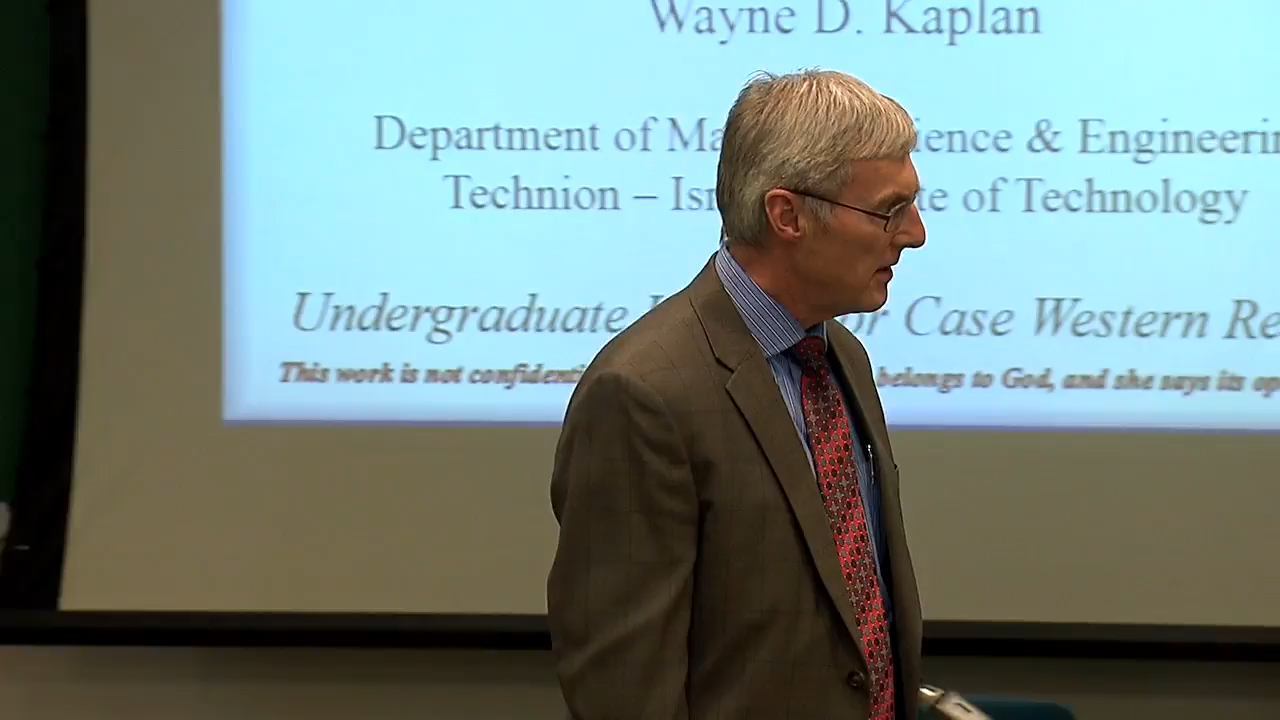 Wayne D. Kaplan
Department of Ma ience & Engineerin
Technion – Isr te of Technology
Undergraduate or Case Western Re
This work is not confidenti belongs to God, and she says its op